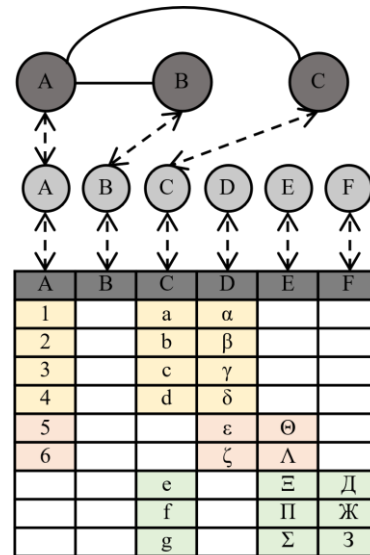 A B C
A B C D E F
A B C D E F
1 a α
2 b β
3 c γ
4 d δ
5 ε Θ
6 ζ Λ
e Ξ Д
f Π Ж
g Σ З